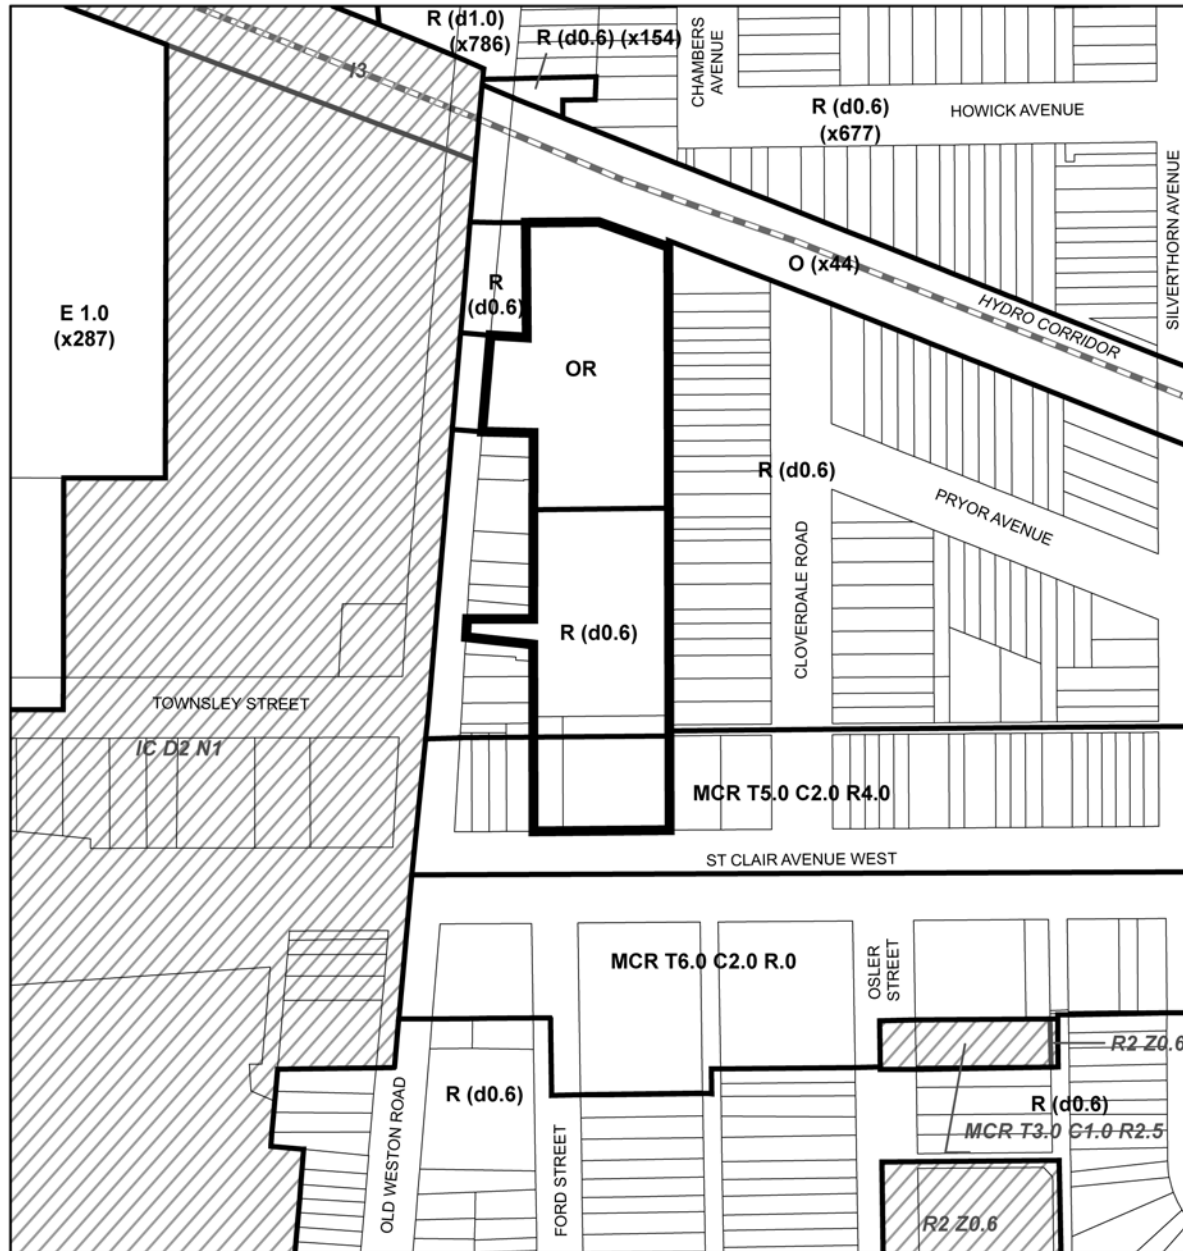 R (d1.0)
(x786)
R (d0.6) (x154)
CHAMBERS
AVENUE
I3
R (d0.6)
(x677)
HOWICK AVENUE
SILVERTHORN AVENUE
O (x44)
HYDRO CORRIDOR
R
(d0.6)
E 1.0
(x287)
OR
R (d0.6)
PRYOR AVENUE
CLOVERDALE ROAD
R (d0.6)
TOWNSLEY STREET
IC D2 N1
MCR T5.0 C2.0 R4.0
ST CLAIR AVENUE WEST
MCR T6.0 C2.0 R.0
OSLER
STREET
R2 Z0.6
R (d0.6)
R (d0.6)
MCR T3.0 C1.0 R2.5
OLD WESTON ROAD
FORD STREET
R2 Z0.6